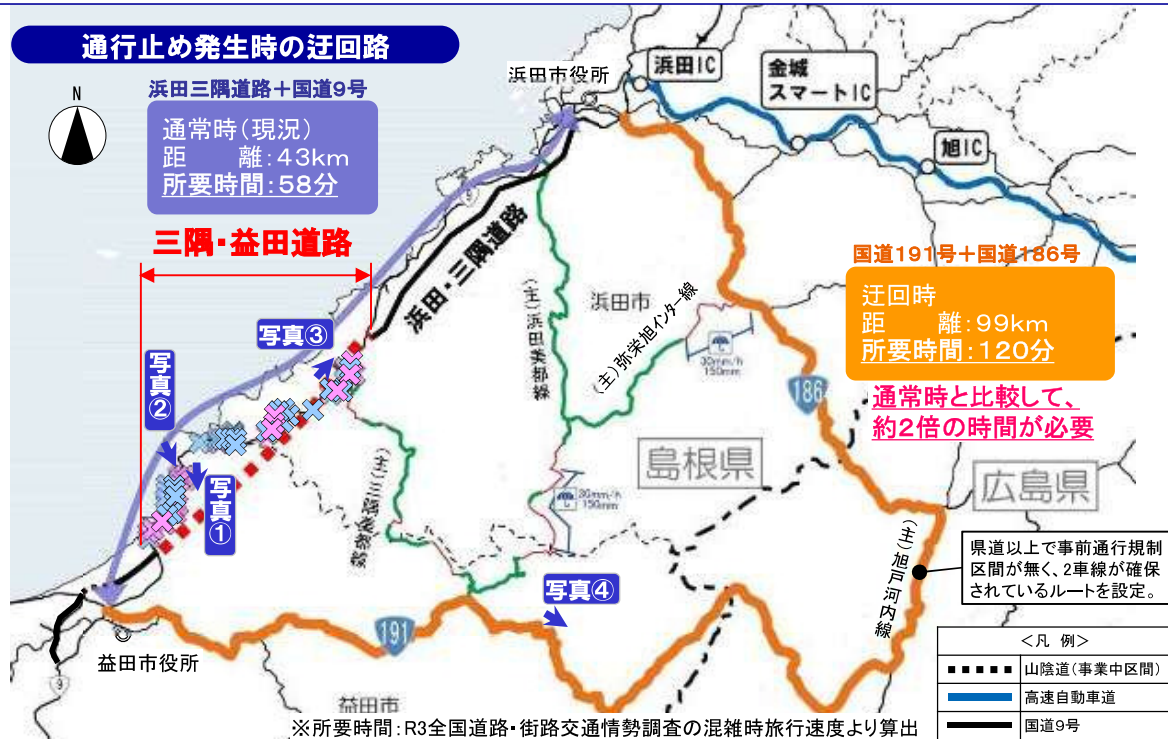 通行止め発生時の迂回路
浜田三隅道路＋国道9号
通常時(現況)
距　離:43km
所要時間:58分
N
三隅・益田道路
浜田市役所
浜田IC
金城
スマートIC
旭IC
9
浜田・三隅道路
(主)浜田美都線
浜田市
(主)弥栄旭インター線
30mm/h
150mm
国道191号＋国道186号
迂回時
距　離:99km
所要時間:120分
通常時と比較して、
約2倍の時間が必要
186
写真③
写真②
写真①
(主)三隅美都線
30mm/h
150mm
島根県
広島県
(主)旭戸河内線
県道以上で事前通行規制
区間が無く、2車線が確保
されているルートを設定。
写真④
191
益田市役所
9
益田市
＜凡 例＞
山陰道(事業中区間)
高速自動車道
国道9号
※所要時間:R3全国道路・街路交通情勢調査の混雑時旅行速度より算出